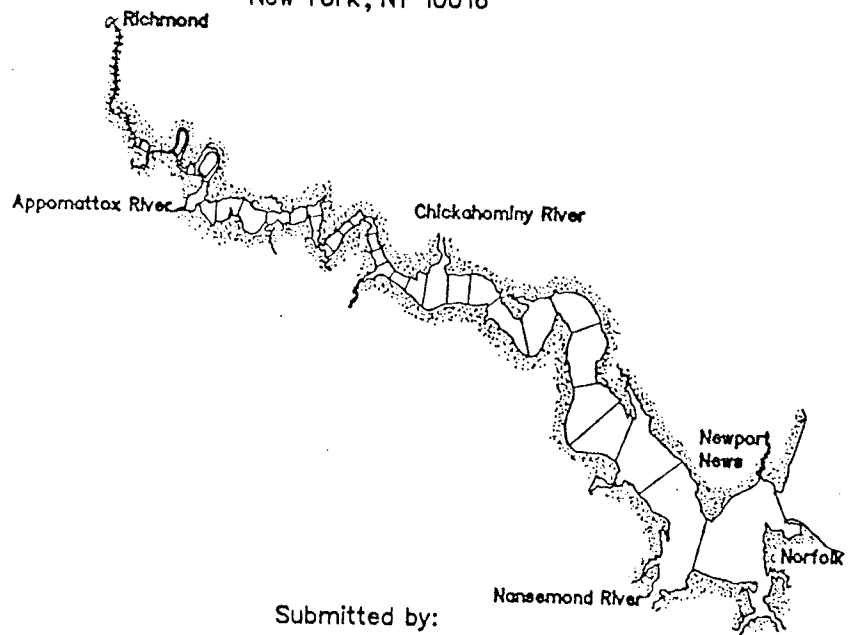 New York, NY 10016
Richmond
Appomattox River
Chickahominy River
Newport
News
Norfolk
Nansemond River
Submitted by: